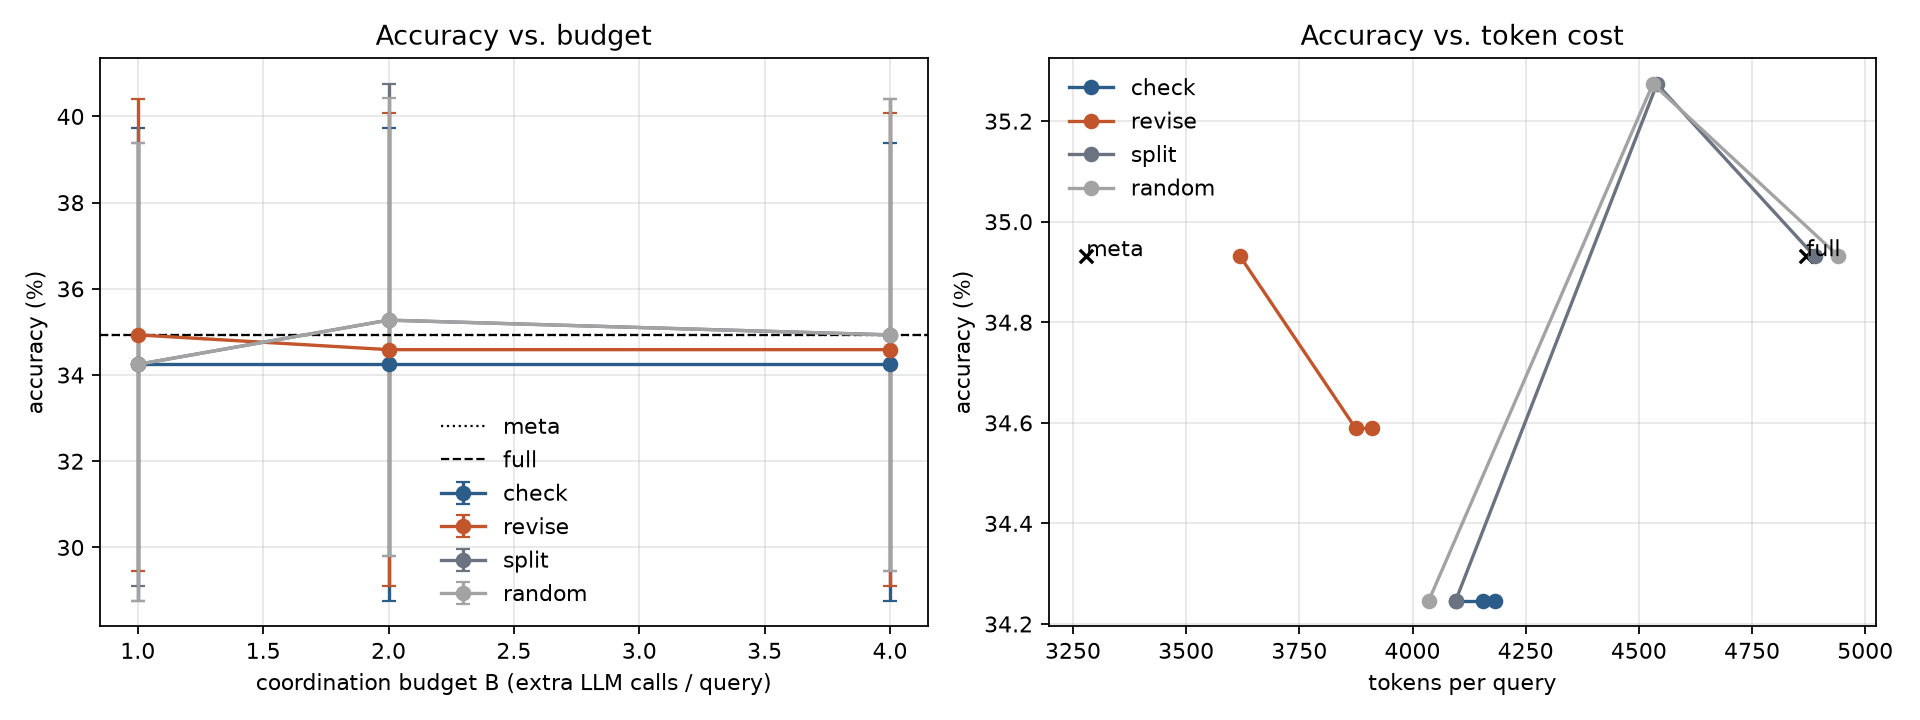 Accuracy vs. budget
accuracy (%)
40
38
36
34
32
30
meta
full
check
revise
split
random
1.0 1.5 2.0 2.5 3.0 3.5 4.0
coordination budget B (extra LLM calls / query)
Accuracy vs. token cost
accuracy (%)
check
revise
split
random
35.2
35.0
34.8
34.6
34.4
34.2
meta
full
3250 3500 3750 4000 4250 4500 4750 5000
tokens per query